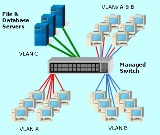 File &
Database
Servers
VLANs A & B
VLAN C
Managed
Switch
VLAN A
VLAN B